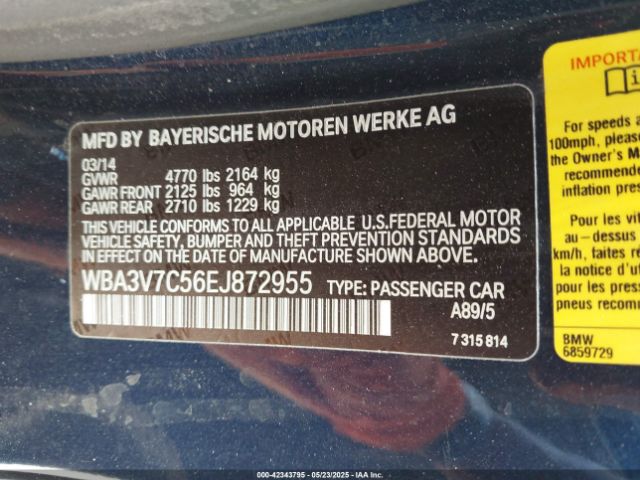 MFD BY BAYERISCHE MOTOREN WERKE AG
03/14
GVWR 4770 lbs 2164 kg
GAWR FRONT 2125 lbs 964 kg
GAWR REAR 2710 lbs 1229 kg
THIS VEHICLE CONFORMS TO ALL APPLICABLE U.S.FEDERAL MOTOR
VEHICLE SAFETY, BUMPER AND THEFT PREVENTION STANDARDS
IN EFFECT ON THE DATE OF MANUFACTURE SHOWN ABOVE.
WBA3V7C56EJ872955 TYPE: PASSENGER CAR
A89/5
7 315 814
IMPORTA
For speeds a
100mph, please
the Owner's M
recommende
inflation press
Pour les v
au-dessus d
km/h, faites r
notice d'utilis
pour la press
pneus recom
BMW
6859729
000-42343795 - 05/23/2025 - IAA Inc.